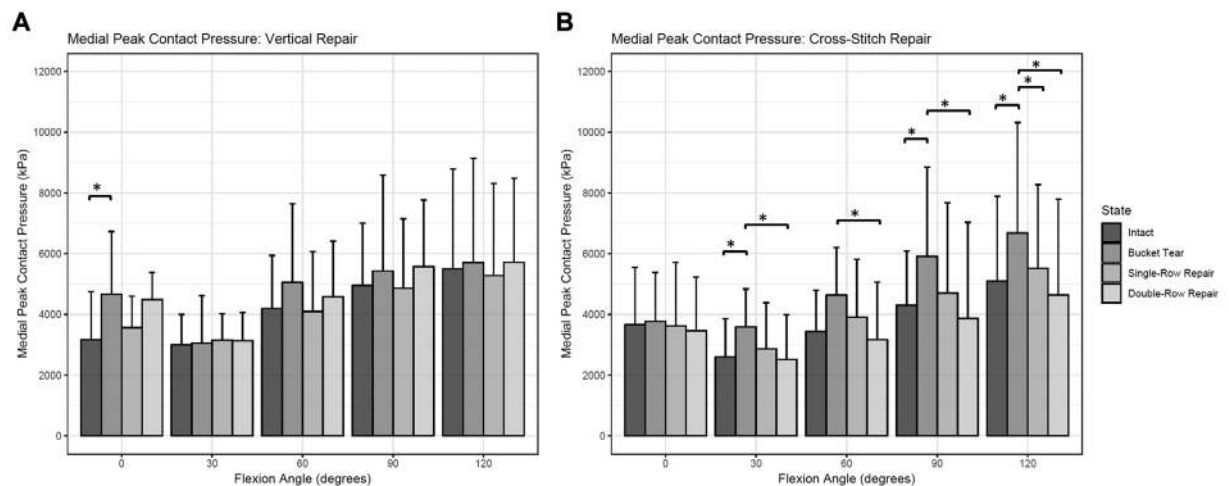 A
Medial Peak Contact Pressure: Vertical Repair
Medial Peak Contact Pressure (kPa)
12000
10000
8000
6000
4000
2000
0
*
0 30 60 90 120
Flexion Angle (degrees)
B
Medial Peak Contact Pressure: Cross-Stitch Repair
Medial Peak Contact Pressure (kPa)
12000
10000
8000
6000
4000
2000
0
*
*
*
*
*
*
*
*
0 30 60 90 120
Flexion Angle (degrees)
State
Intact
Bucket Tear
Single-Row Repair
Double-Row Repair